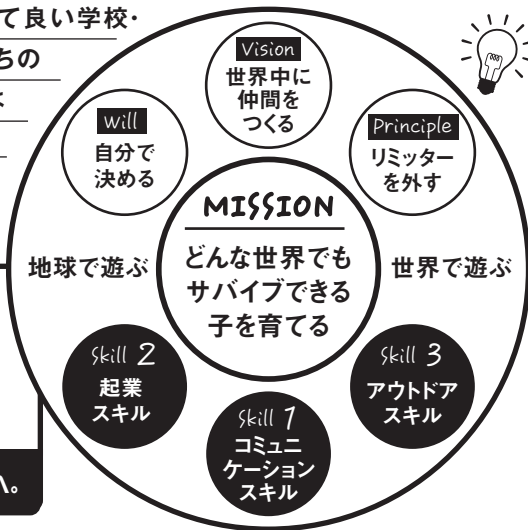 て良い学校・
ちの
Vision
世界中に
仲間を
つくる
Will
自分で
決める
Principle
リミッター
を外す
MISSION
どんな世界でも
サバイブできる
子を育てる
地球で遊ぶ
世界で遊ぶ
Skill 2
起業
スキル
Skill 3
アウトドア
スキル
Skill 1
コミュニ
ケーション
スキル